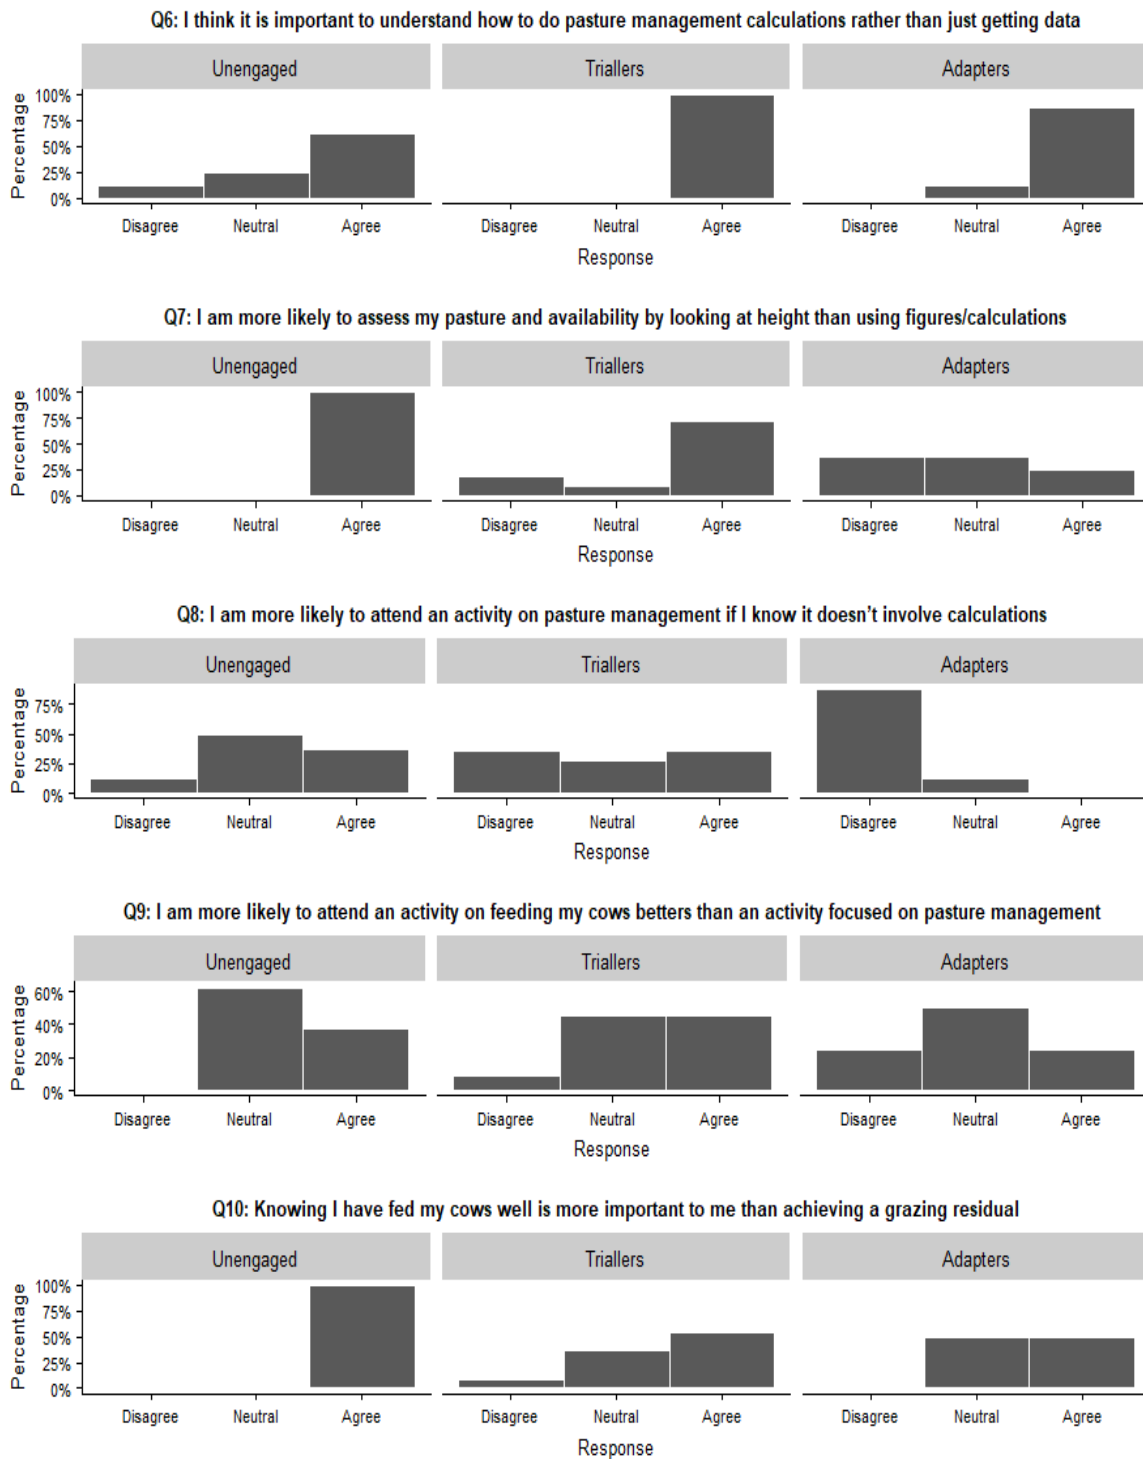 Q6: I think it is important to understand how to do pasture management calculations rather than just getting data
Unengaged Triallers Adapters
Percentage
100%
75%
50%
25%
0%
Disagree Neutral Agree Disagree Neutral Agree Disagree Neutral Agree
Response
Q7: I am more likely to assess my pasture and availability by looking at height than using figures/calculations
Unengaged Triallers Adapters
Percentage
100%
75%
50%
25%
0%
Disagree Neutral Agree Disagree Neutral Agree Disagree Neutral Agree
Response
Q8: I am more likely to attend an activity on pasture management if I know it doesn’t involve calculations
Unengaged Triallers Adapters
Percentage
75%
50%
25%
0%
Disagree Neutral Agree Disagree Neutral Agree Disagree Neutral Agree
Response
Q9: I am more likely to attend an activity on feeding my cows betters than an activity focused on pasture management
Unengaged Triallers Adapters
Percentage
60%
40%
20%
0%
Disagree Neutral Agree Disagree Neutral Agree Disagree Neutral Agree
Response
Q10: Knowing I have fed my cows well is more important to me than achieving a grazing residual
Unengaged Triallers Adapters
Percentage
100%
75%
50%
25%
0%
Disagree Neutral Agree Disagree Neutral Agree Disagree Neutral Agree
Response